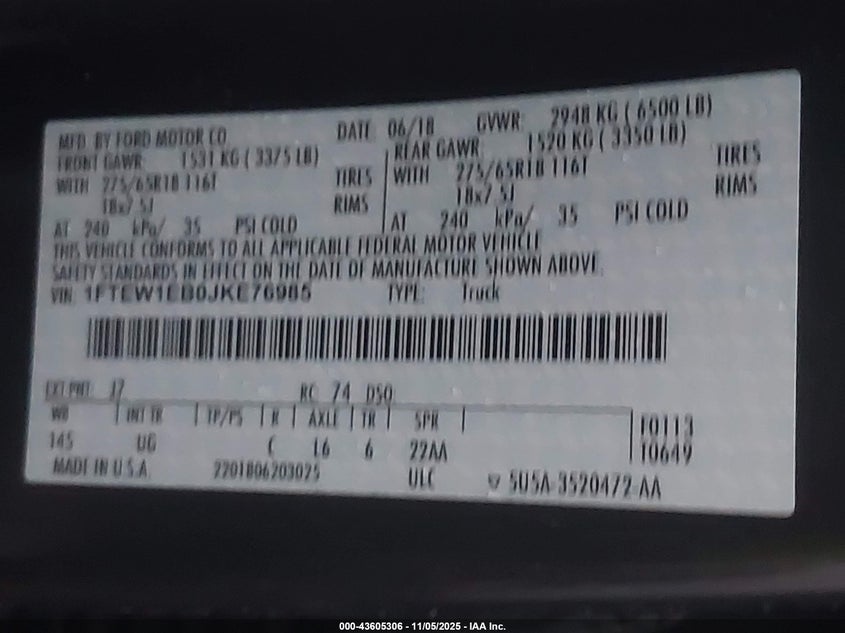 MFD. BY FORD MOTOR CO. DATE: 06/18 GVWR: 2948 KG ( 6500 LB)
FRONT GAWR: 1531 KG ( 3375 LB) REAR GAWR: 1520 KG ( 3350 LB)
WITH 275/65R18 116T TIRES WITH 275/65R18 116T TIRES
18x7.5J RIMS 18x7.5J RIMS
AT 240 kPa/ 35 PSI COLD AT 240 kPa/ 35 PSI COLD
THIS VEHICLE CONFORMS TO ALL APPLICABLE FEDERAL MOTOR VEHICLE
SAFETY STANDARDS IN EFFECT ON THE DATE OF MANUFACTURE SHOWN ABOVE.
VIN: 1FTEW1EB0JKE76985 TYPE: Truck
EXT PNT: J7 RC: 74 DSO:
WB INT TR TP/PS R AXLE TR SPR F0113
145 UG C L6 6 22AA T0649
MADE IN U.S.A. 2201806203025 ULC 5U5A-3520472-AA
000-43605306 - 11/05/2025 - IAA Inc.